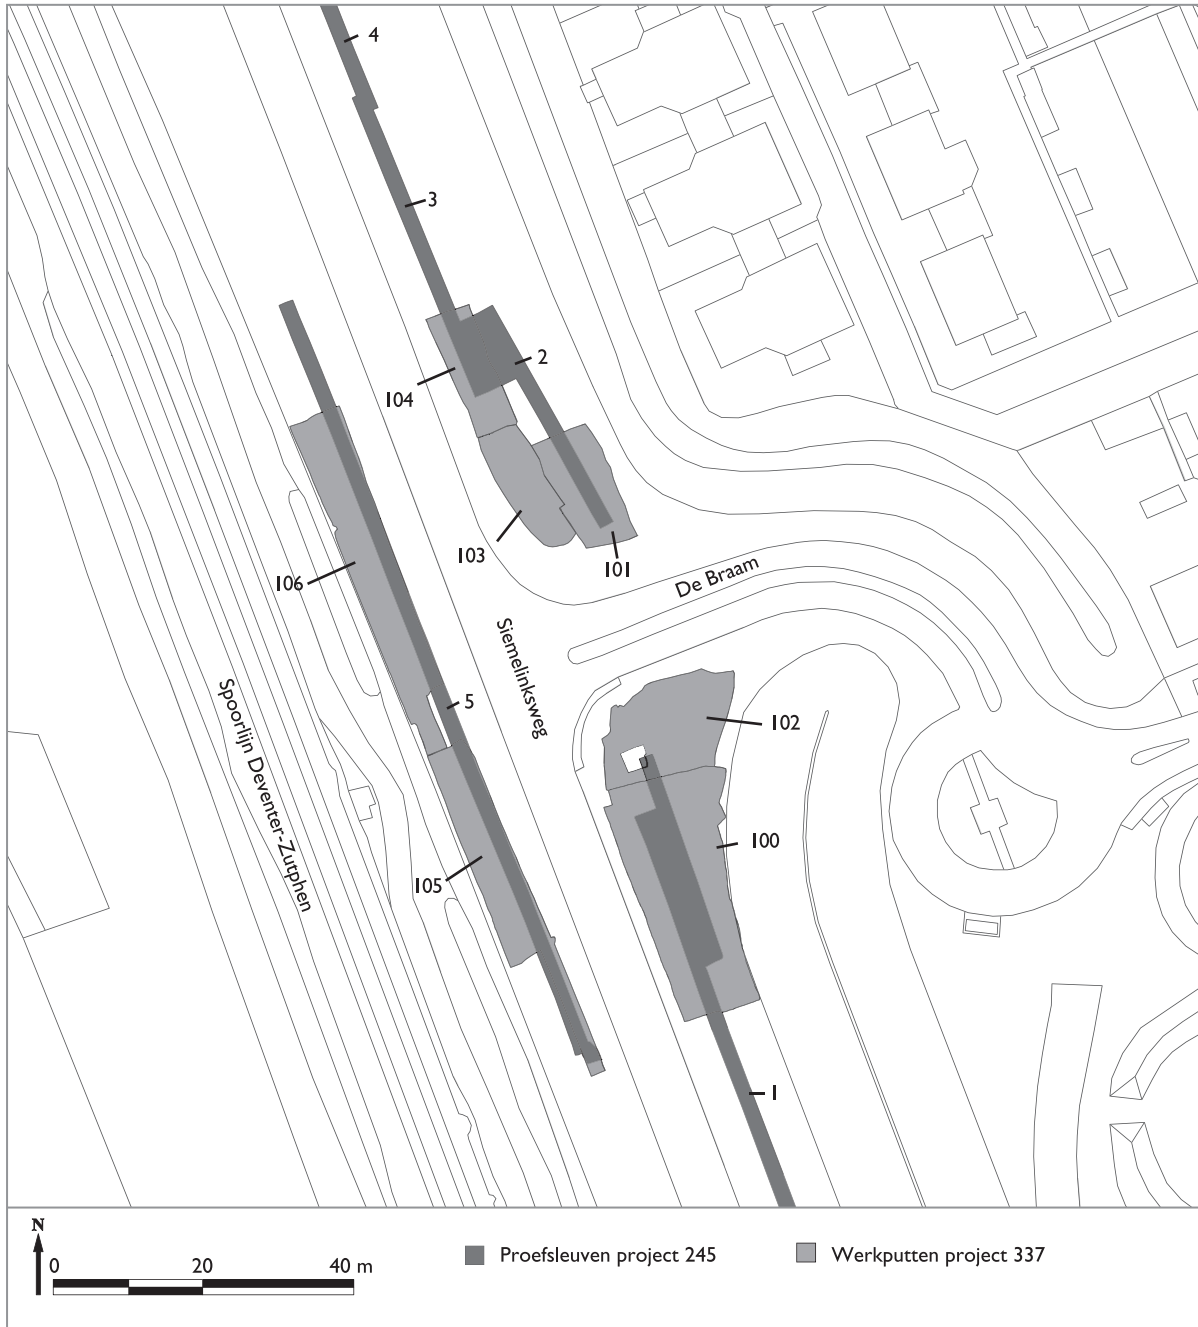 4
3
2
104
103
101
106
De Braam
Siemelinksweg
5
102
Spoorlijn Deventer-Zutphen
100
105
1
N
0 20 40 m
Proefsleuven project 245
Werkputten project 337